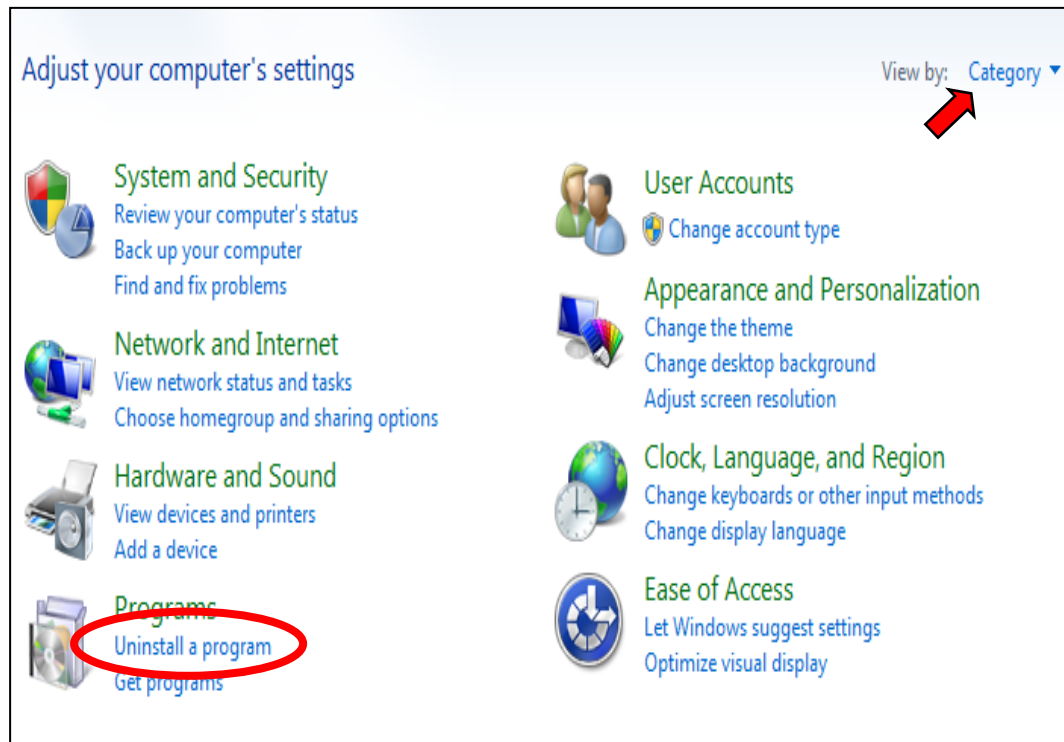 Adjust your computer's settings
View by: Category
System and Security
Review your computer's status
Back up your computer
Find and fix problems
Network and Internet
View network status and tasks
Choose homegroup and sharing options
Hardware and Sound
View devices and printers
Add a device
Programs
Uninstall a program
Get programs
User Accounts
Change account type
Appearance and Personalization
Change the theme
Change desktop background
Adjust screen resolution
Clock, Language, and Region
Change keyboards or other input methods
Change display language
Ease of Access
Let Windows suggest settings
Optimize visual display